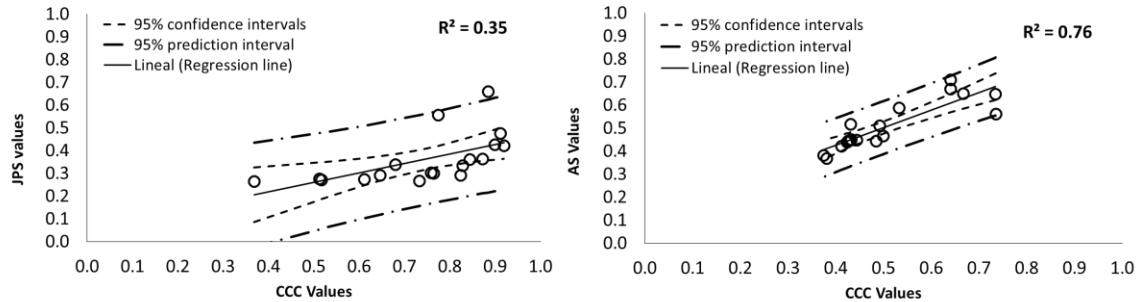 95% confidence intervals
95% prediction interval
Lineal (Regression line)
R² = 0.35
1.0
0.9
0.8
0.7
0.6
0.5
0.4
0.3
0.2
0.1
0.0
JPS values
0.0 0.1 0.2 0.3 0.4 0.5 0.6 0.7 0.8 0.9 1.0
CCC Values
95% confidence intervals
95% prediction interval
Lineal (Regression line)
R² = 0.76
1.0
0.9
0.8
0.7
0.6
0.5
0.4
0.3
0.2
0.1
0.0
AS Values
0.0 0.1 0.2 0.3 0.4 0.5 0.6 0.7 0.8 0.9 1.0
CCC Values